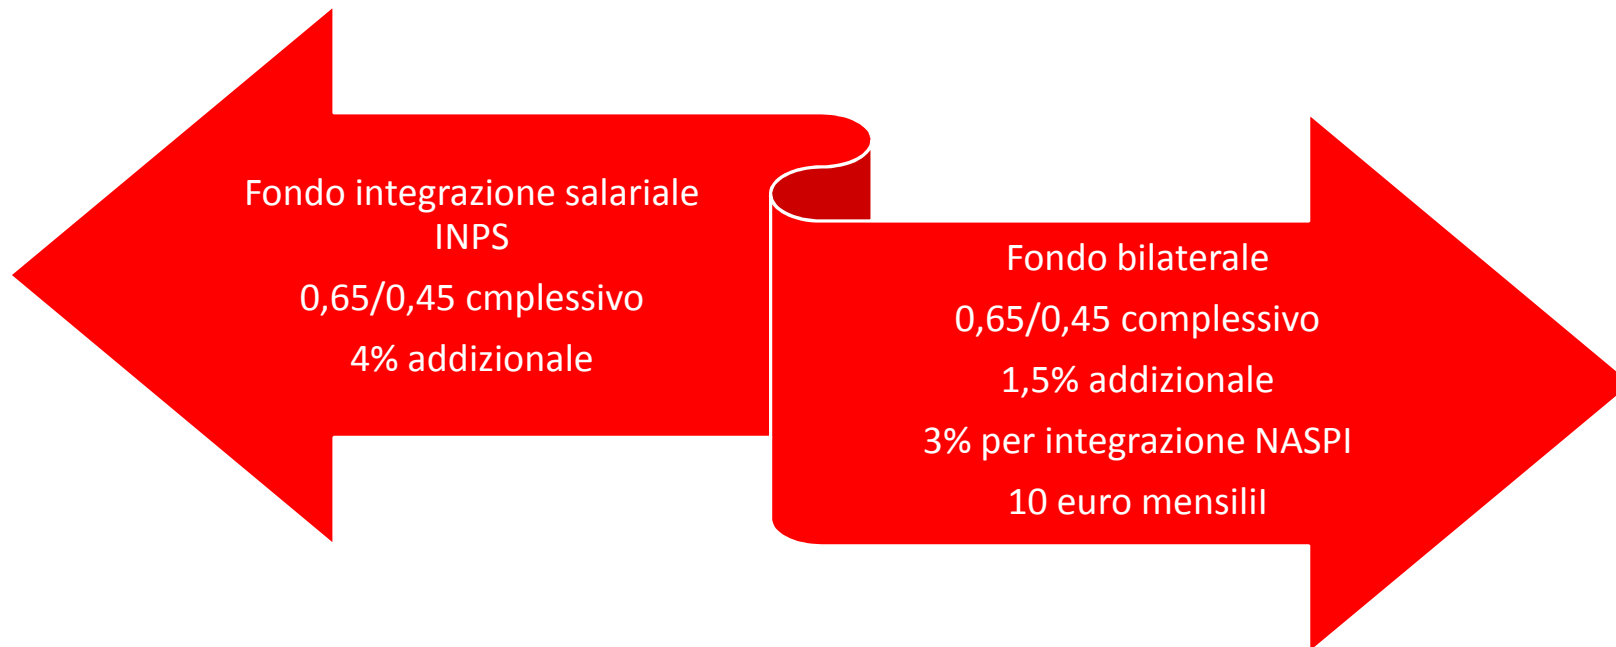 Fondo integrazione salariale
INPS
0,65/0,45 cmplessivo
4% addizionale
Fondo bilaterale
0,65/0,45 complessivo
1,5% addizionale
3% per integrazione NASPI
10 euro mensiliI